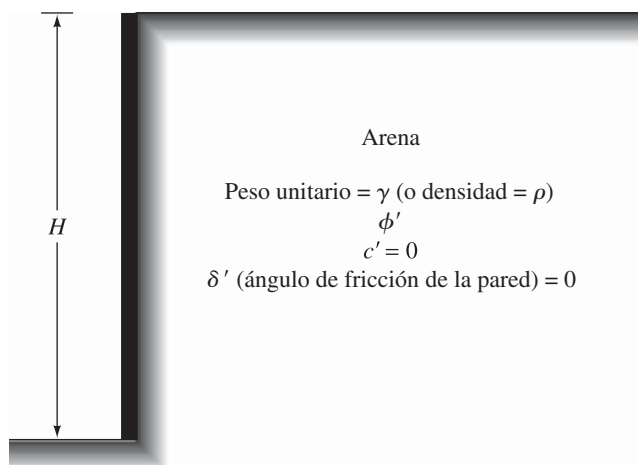 Arena
Peso unitario = γ (o densidad = ρ)
ϕ′
H
c′ = 0
δ′ (ángulo de fricción de la pared) = 0